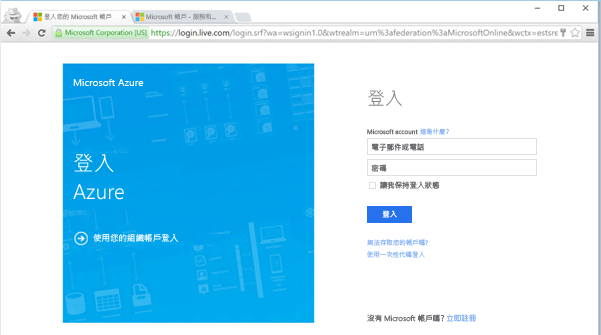 登入您的 Microsoft 帳戶
Microsoft 帳戶 - 服務和...
Microsoft Corporation [US]
https://login.live.com/login.srf?wa=wsignin1.0&wtrealm=urn%3afederation%3aMicrosoftOnline&wctx=estsre
Microsoft Azure
登入
Azure
使用您的組織帳戶登入
登入
Microsoft account 這是什麼?
電子郵件或電話
密碼
讓我保持登入狀態
登入
無法存取您的帳戶嗎?
使用一次性代碼登入
沒有 Microsoft 帳戶嗎? 立即註冊